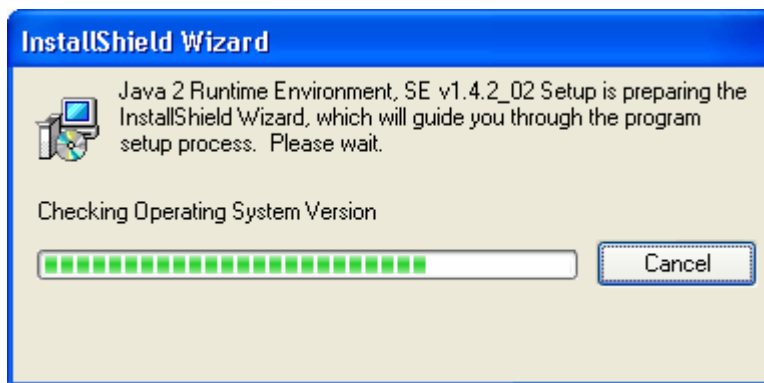 InstallShield Wizard
Java 2 Runtime Environment, SE v1.4.2_02 Setup is preparing the
InstallShield Wizard, which will guide you through the program
setup process. Please wait.
Checking Operating System Version
Cancel